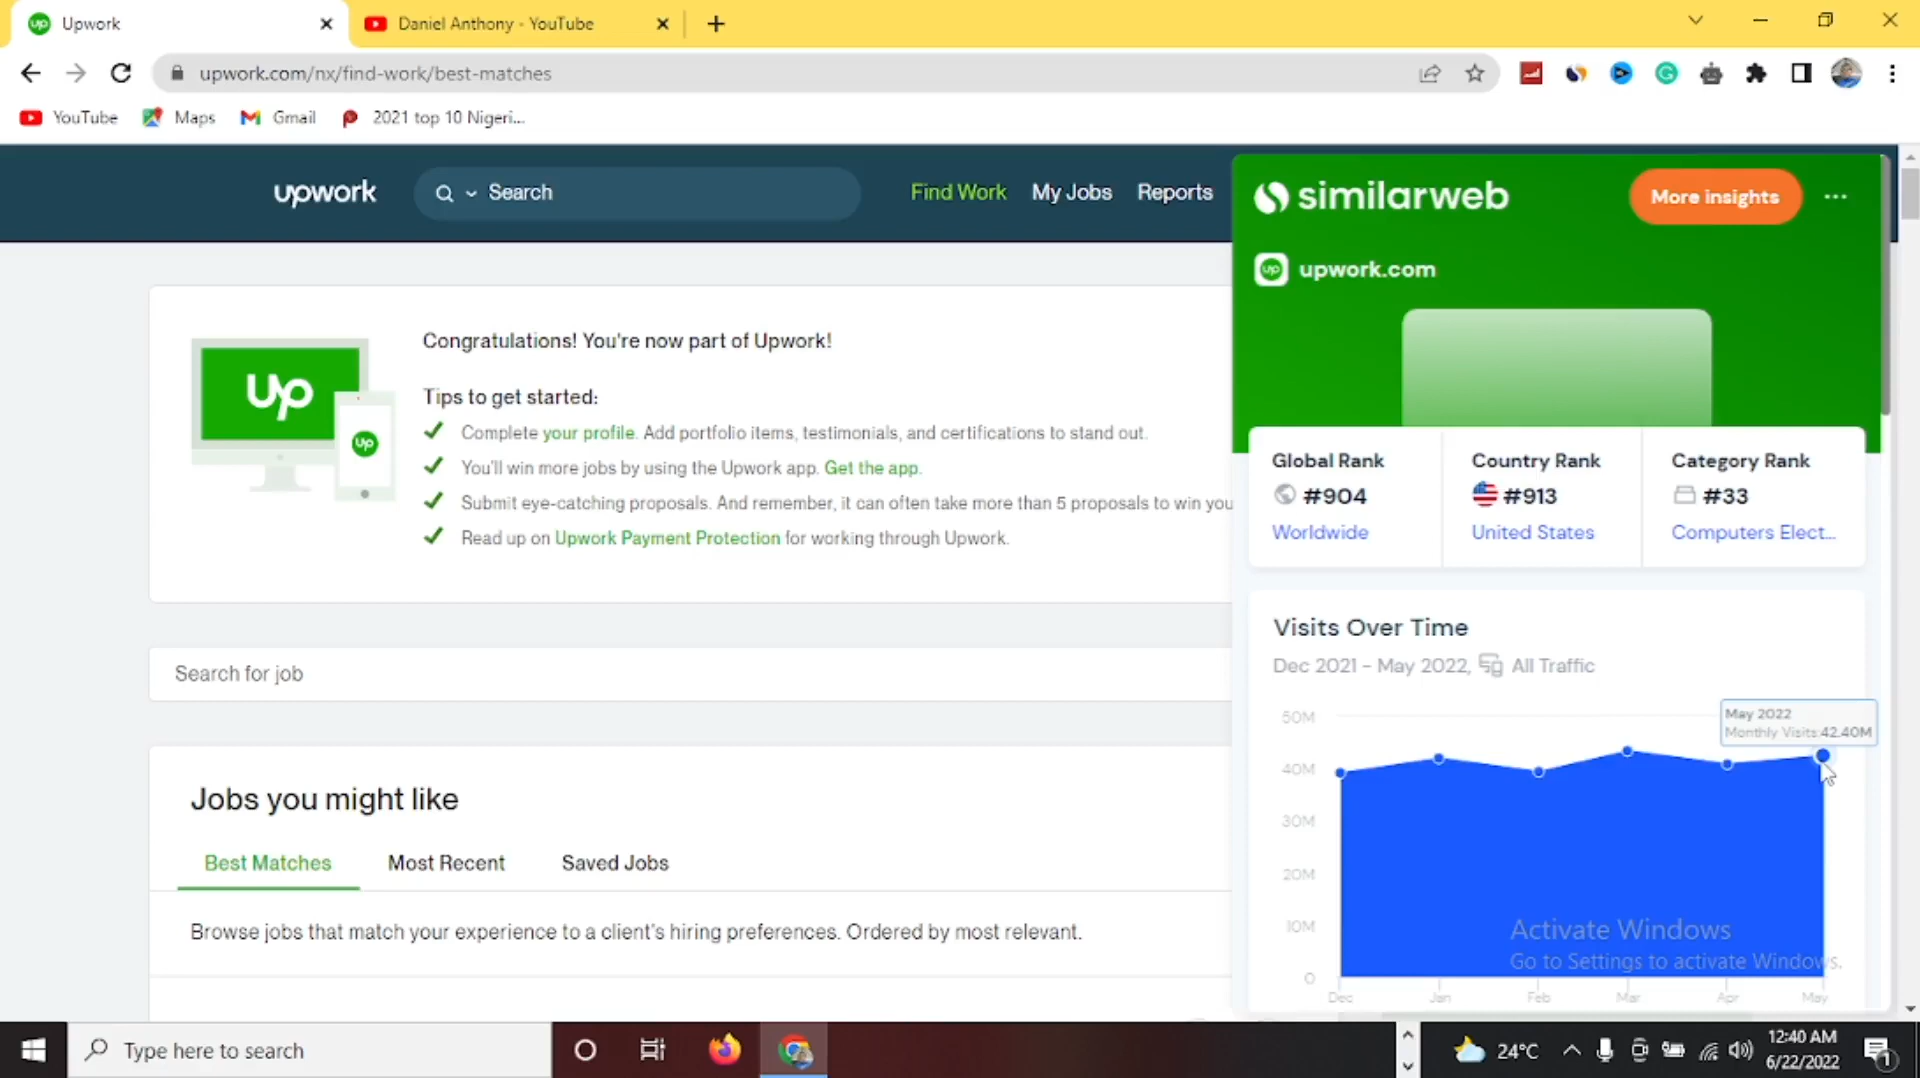 Upwork
Daniel Anthony - YouTube
upwork.com/nx/find-work/best-matches
YouTube
Maps
Gmail
2021 top 10 Nigeri...
upwork
Search
Find Work
My Jobs
Reports
similarweb
More insights
up
upwork.com
up
up
Congratulations! You're now part of Upwork!
Tips to get started:
Complete your profile. Add portfolio items, testimonials, and certifications to stand out.
You'll win more jobs by using the Upwork app. Get the app.
Submit eye-catching proposals. And remember, it can often take more than 5 proposals to win you
Read up on Upwork Payment Protection for working through Upwork.
Global Rank
#904
Worldwide
Country Rank
#913
United States
Category Rank
#33
Computers Elect...
Search for job
Visits Over Time
Dec 2021 - May 2022, All Traffic
May 2022
Monthly Visits:42.40M
50M
40M
30M
20M
10M
0
Dec
Jan
Feb
Mar
Apr
May
Jobs you might like
Best Matches
Most Recent
Saved Jobs
Browse jobs that match your experience to a client's hiring preferences. Ordered by most relevant.
Activate Windows
Go to Settings to activate Windows.
Type here to search
24°C
12:40 AM
6/22/2022
1